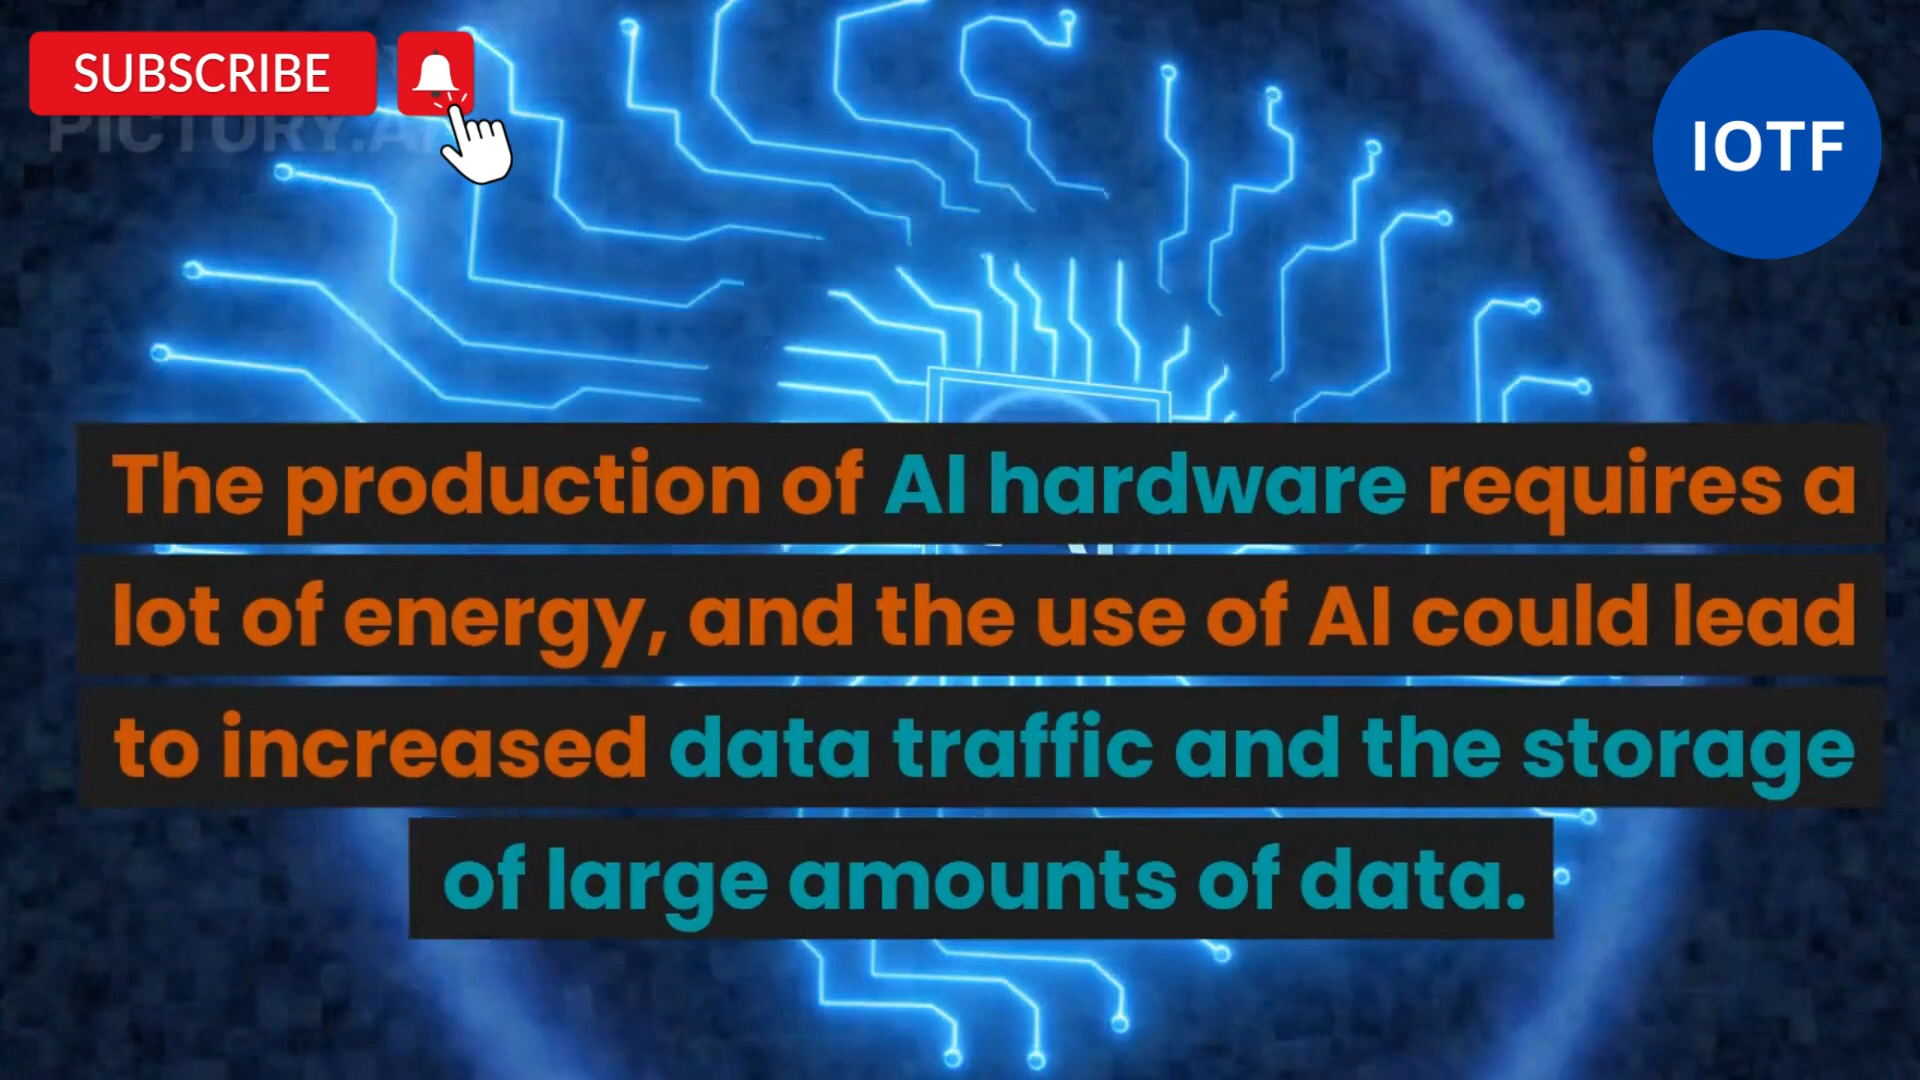 SUBSCRIBE
PICTORY.A
IOTF
The production of AI hardware requires a
lot of energy, and the use of AI could lead
to increased data traffic and the storage
of large amounts of data.